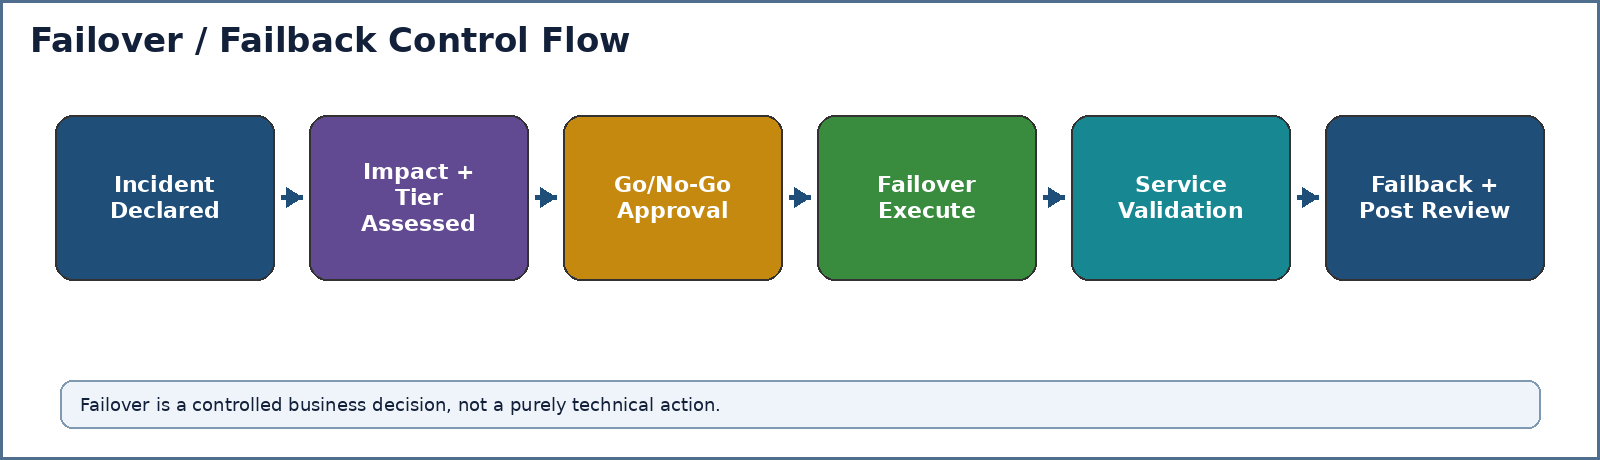 Failover / Failback Control Flow
Incident
Declared
Impact +
Tier
Assessed
Go/No-Go
Approval
Failover
Execute
Service
Validation
Failback +
Post Review
Failover is a controlled business decision, not a purely technical action.